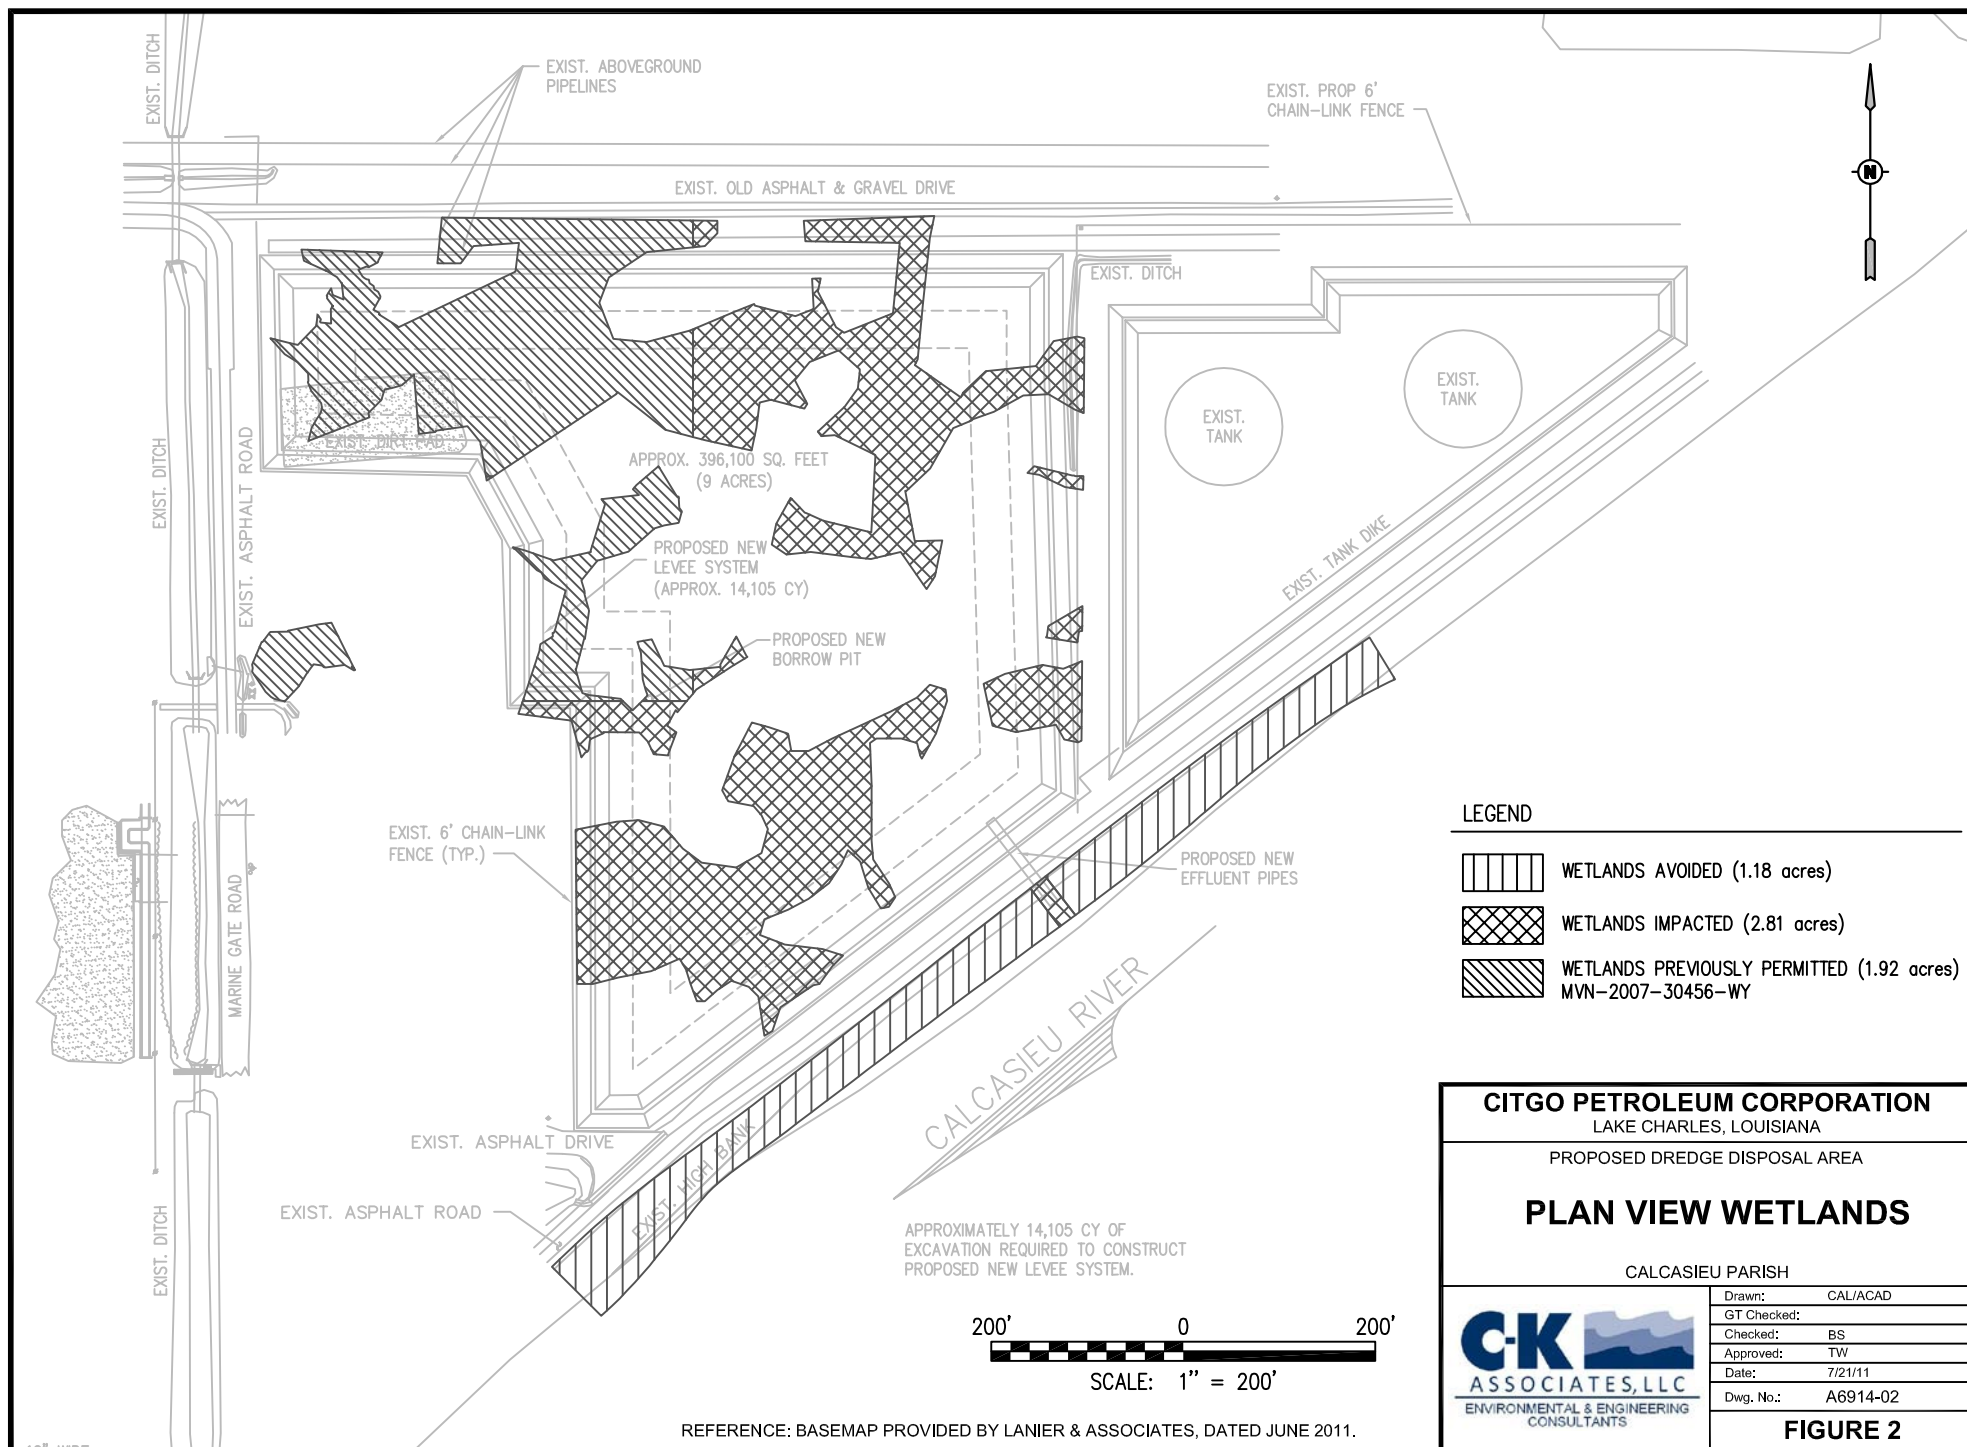 EXIST. DITCH
EXIST. ABOVEGROUND
PIPELINES
EXIST. PROP 6'
CHAIN-LINK FENCE
N
EXIST. OLD ASPHALT & GRAVEL DRIVE
EXIST. DITCH
EXIST.
TANK
EXIST.
TANK
EXIST. DIRT PAD
EXIST. DITCH
EXIST. ASPHALT ROAD
APPROX. 396,100 SQ. FEET
(9 ACRES)
PROPOSED NEW
LEVEE SYSTEM
(APPROX. 14,105 CY)
EXIST. TANK DIKE
PROPOSED NEW
BORROW PIT
EXIST. 6' CHAIN-LINK
FENCE (TYP.)
MARINE GATE ROAD
PROPOSED NEW
EFFLUENT PIPES
CALCASIEU RIVER
EXIST. ASPHALT DRIVE
EXIST. HIGH BANK
EXIST. ASPHALT ROAD
EXIST. DITCH
APPROXIMATELY 14,105 CY OF
EXCAVATION REQUIRED TO CONSTRUCT
PROPOSED NEW LEVEE SYSTEM.
200' 0 200'
SCALE: 1" = 200'
REFERENCE: BASEMAP PROVIDED BY LANIER & ASSOCIATES, DATED JUNE 2011.
LEGEND
WETLANDS AVOIDED (1.18 acres)
WETLANDS IMPACTED (2.81 acres)
WETLANDS PREVIOUSLY PERMITTED (1.92 acres)
MVN-2007-30456-WY
CITGO PETROLEUM CORPORATION
LAKE CHARLES, LOUISIANA
PROPOSED DREDGE DISPOSAL AREA
PLAN VIEW WETLANDS
CALCASIEU PARISH
C-K
ASSOCIATES, LLC
ENVIRONMENTAL & ENGINEERING
CONSULTANTS
Drawn: CAL/ACAD
GT Checked:
Checked: BS
Approved: TW
Date: 7/21/11
Dwg. No.: A6914-02
FIGURE 2